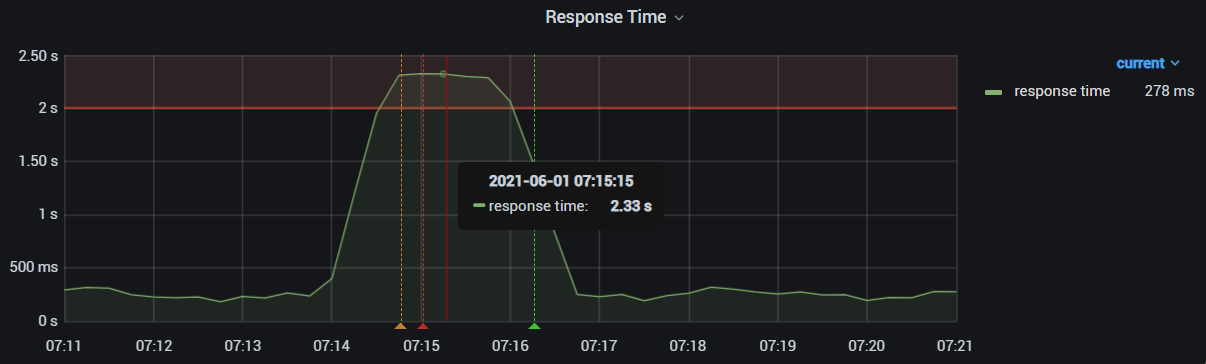 Response Time
2.50 s
2 s
1.50 s
1 s
500 ms
0 s
07:11 07:12 07:13 07:14 07:15 07:16 07:17 07:18 07:19 07:20 07:21
2021-06-01 07:15:15
response time: 2.33 s
current
response time 278 ms